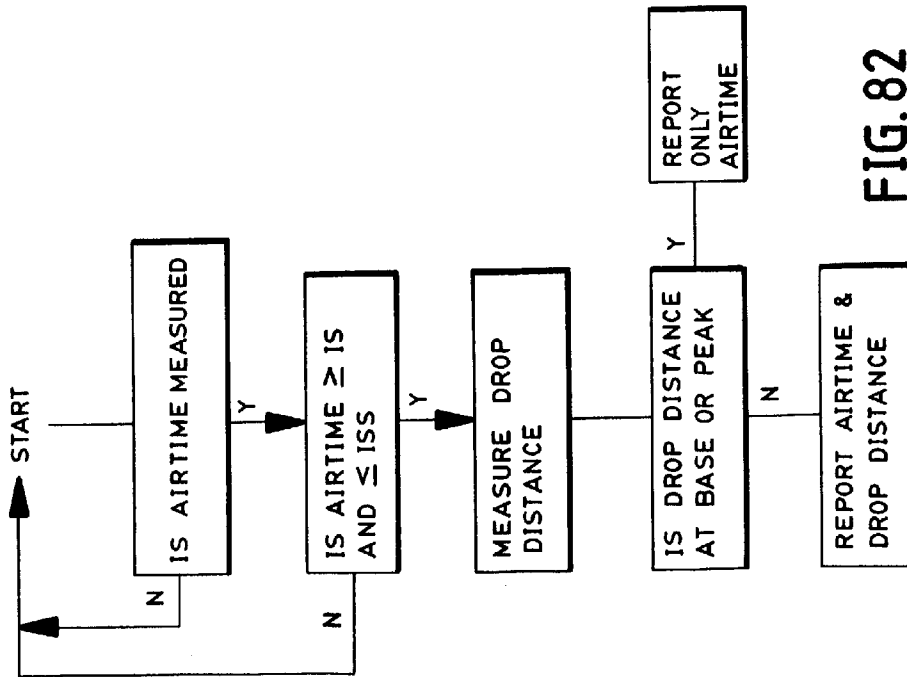 START
IS AIRTIME MEASURED
N
Y
IS AIRTIME ≥ IS
AND ≤ ISS
N
Y
MEASURE DROP
DISTANCE
IS DROP DISTANCE
AT BASE OR PEAK
Y
REPORT
ONLY
AIRTIME
N
REPORT AIRTIME &
DROP DISTANCE
FIG. 82